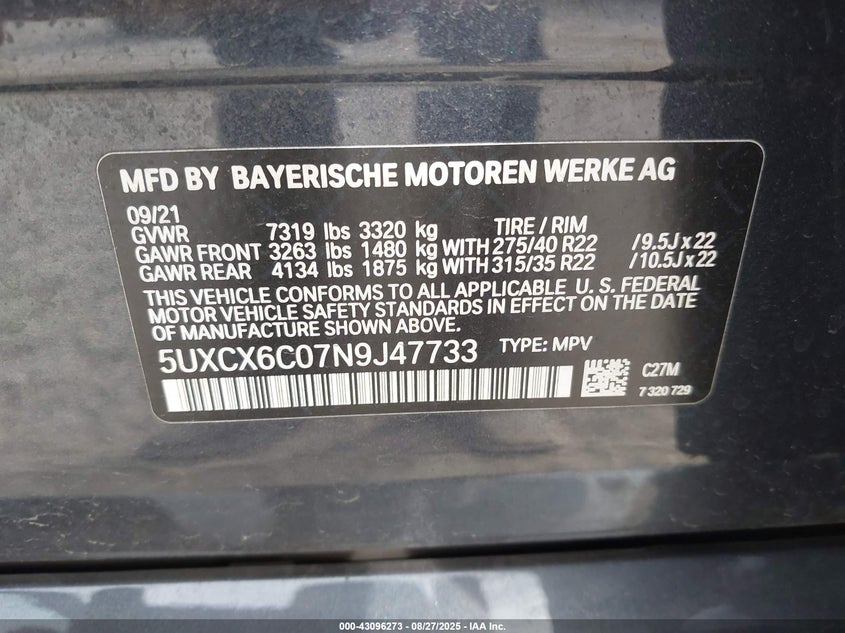 MFD BY BAYERISCHE MOTOREN WERKE AG
09/21
GVWR 7319 lbs 3320 kg TIRE / RIM
GAWR FRONT 3263 lbs 1480 kg WITH 275/40 R22 /9.5J x 22
GAWR REAR 4134 lbs 1875 kg WITH 315/35 R22 /10.5J x 22
THIS VEHICLE CONFORMS TO ALL APPLICABLE U. S. FEDERAL
MOTOR VEHICLE SAFETY STANDARDS IN EFFECT ON THE DATE
OF MANUFACTURE SHOWN ABOVE.
5UXCX6C07N9J47733 TYPE: MPV
C27M
7 320 729
000-43096273 - 08/27/2025 - IAA Inc.